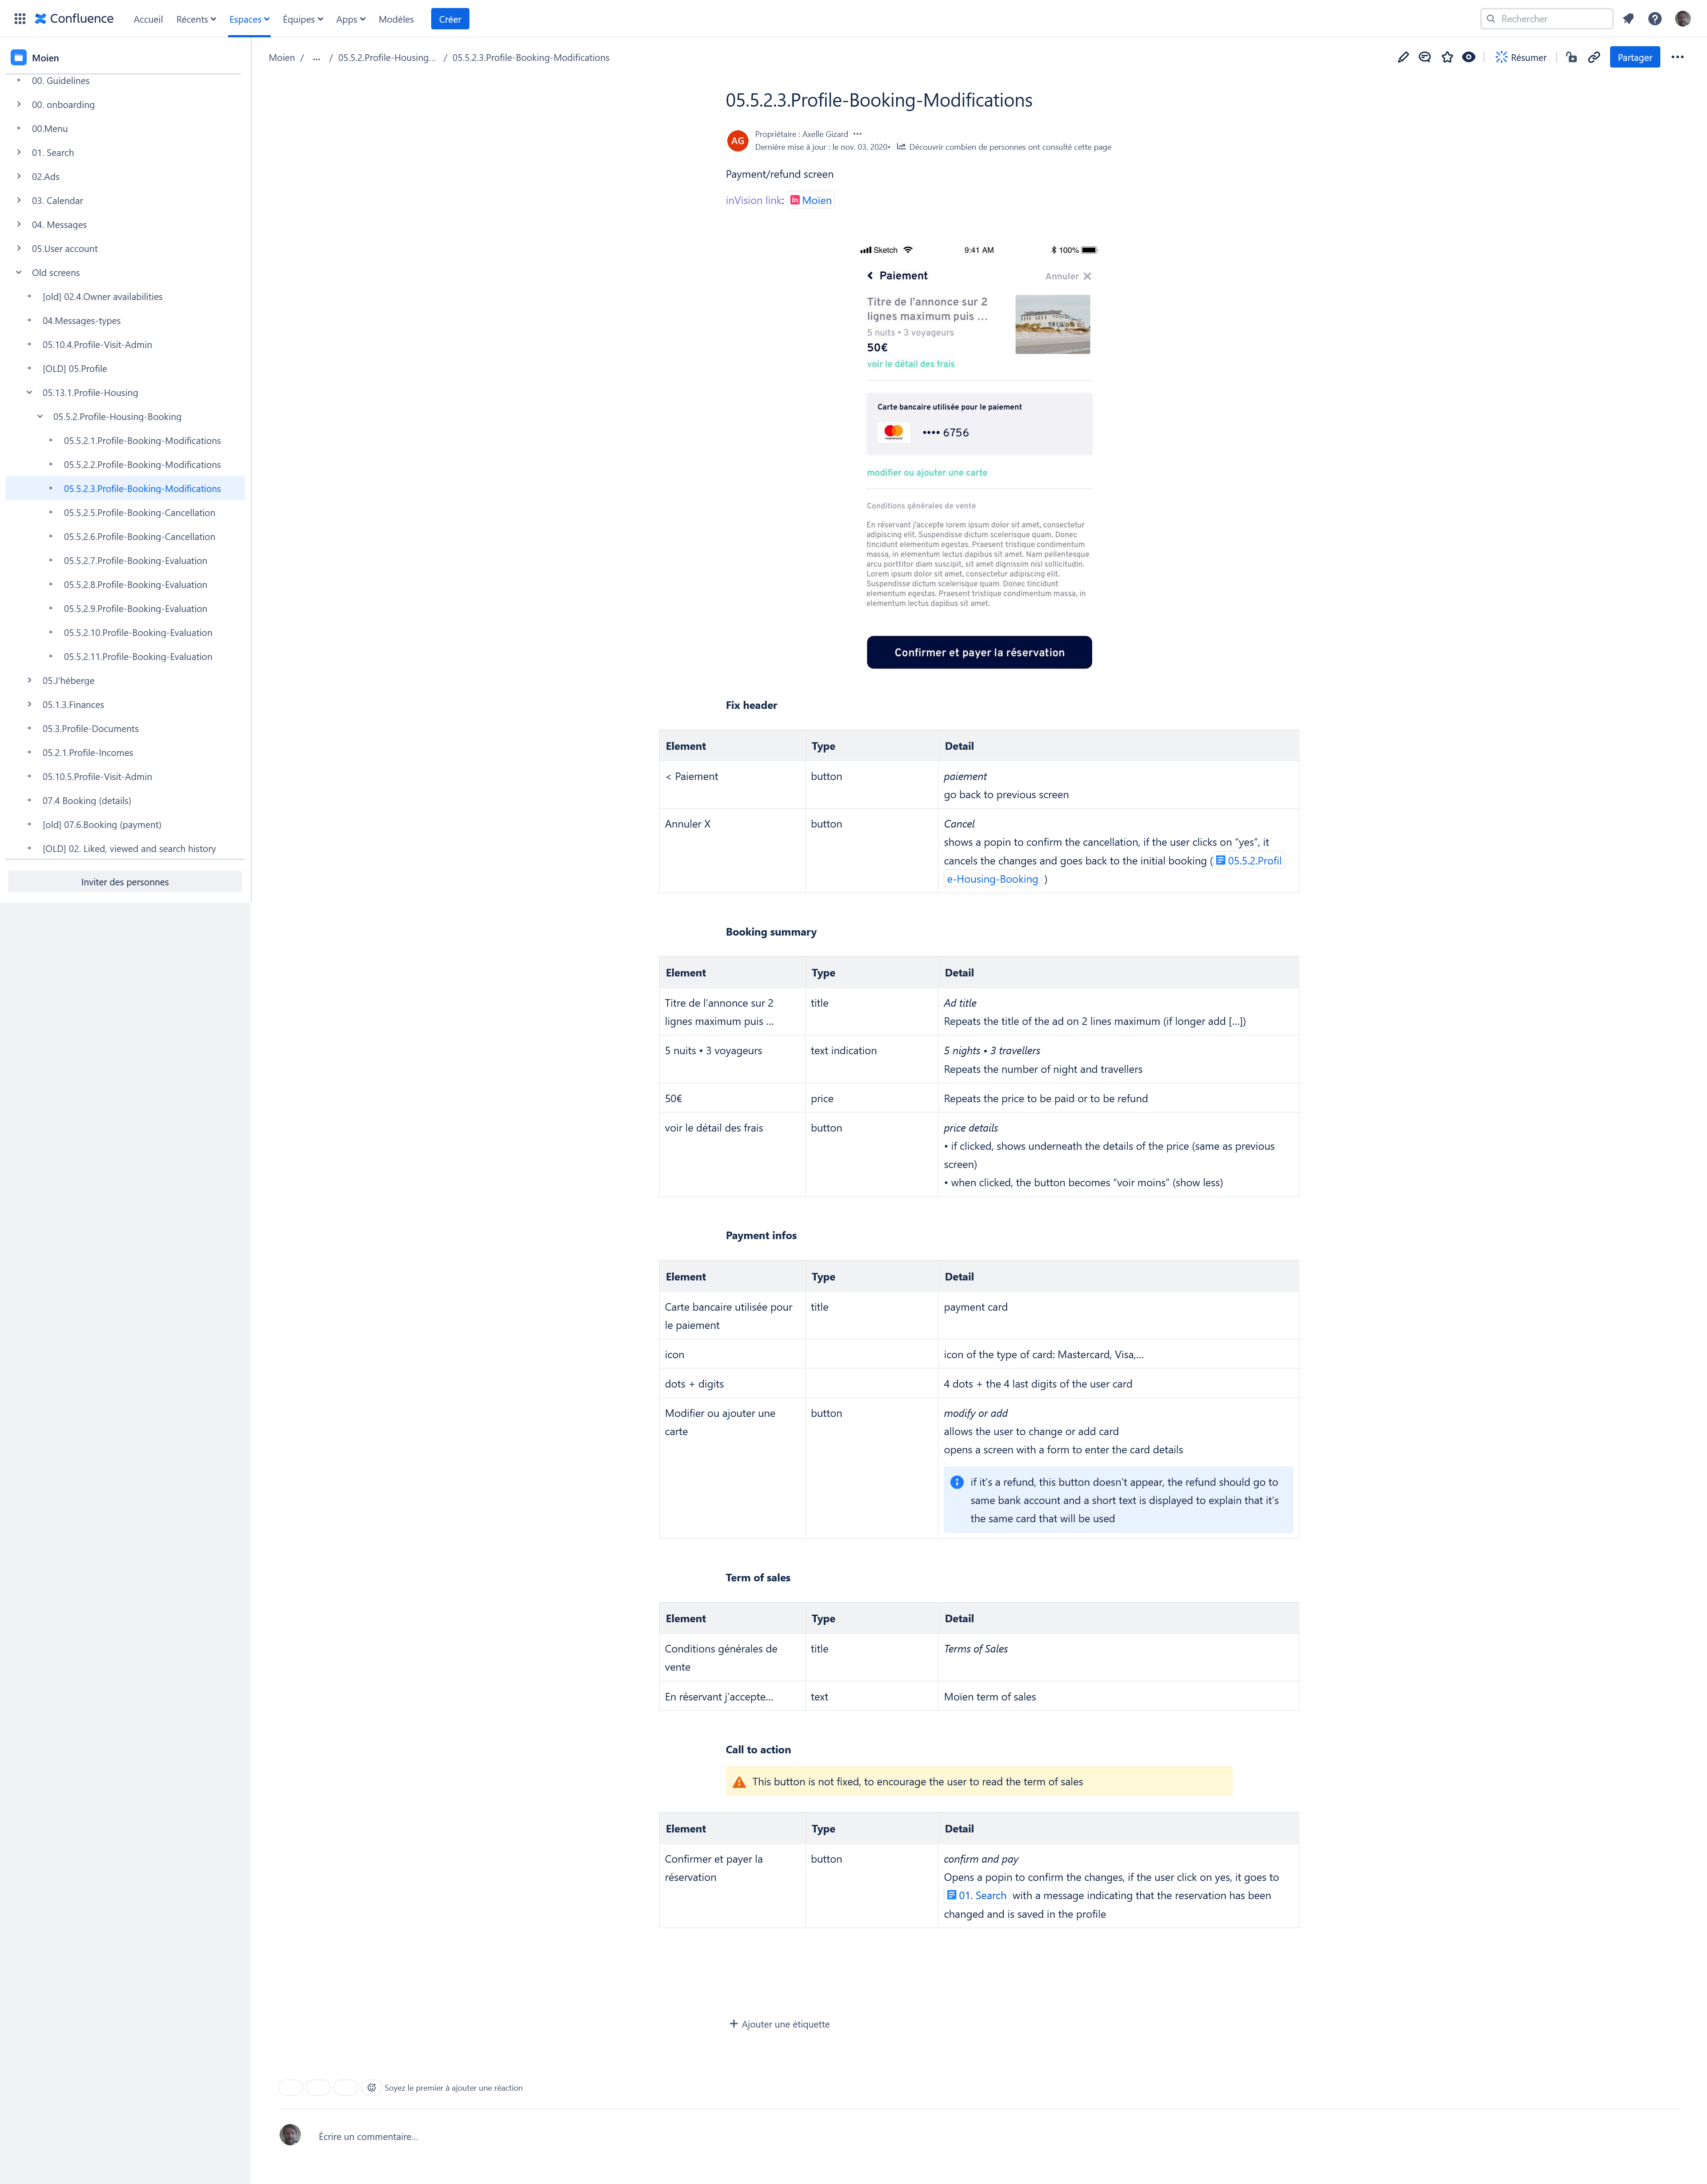 Confluence
Accueil
Récents
Espaces
Équipes
Apps
Modèles
Créer
Rechercher
Moien
00. Guidelines
00. onboarding
00.Menu
01. Search
02.Ads
03. Calendar
04. Messages
05.User account
Old screens
[old] 02.4.Owner availabilities
04.Messages-types
05.10.4.Profile-Visit-Admin
[OLD] 05.Profile
05.13.1.Profile-Housing
05.5.2.Profile-Housing-Booking
05.5.2.1.Profile-Booking-Modifications
05.5.2.2.Profile-Booking-Modifications
05.5.2.3.Profile-Booking-Modifications
05.5.2.5.Profile-Booking-Cancellation
05.5.2.6.Profile-Booking-Cancellation
05.5.2.7.Profile-Booking-Evaluation
05.5.2.8.Profile-Booking-Evaluation
05.5.2.9.Profile-Booking-Evaluation
05.5.2.10.Profile-Booking-Evaluation
05.5.2.11.Profile-Booking-Evaluation
05.J'héberge
05.1.3.Finances
05.3.Profile-Documents
05.2.1.Profile-Incomes
05.10.5.Profile-Visit-Admin
07.4 Booking (details)
[old] 07.6.Booking (payment)
[OLD] 02. Liked, viewed and search history
Inviter des personnes
Moien / ... / 05.5.2.Profile-Housing... / 05.5.2.3.Profile-Booking-Modifications
Résumer
Partager
05.5.2.3.Profile-Booking-Modifications
AG
Propriétaire : Axelle Gizard
Dernière mise à jour : le nov. 03, 2020• Découvrir combien de personnes ont consulté cette page
Payment/refund screen
inVision link: in Moïen
Sketch 9:41 AM 100%
Paiement Annuler
Titre de l'annonce sur 2
lignes maximum puis ...
5 nuits • 3 voyageurs
50€
voir le détail des frais
Carte bancaire utilisée pour le paiement
mastercard
•••• 6756
modifier ou ajouter une carte
Conditions générales de vente
En réservant j'accepte lorem ipsum dolor sit amet, consectetur
adipiscing elit. Suspendisse dictum scelerisque quam. Donec
tincidunt elementum egestas. Praesent tristique condimentum
massa, in elementum lectus dapibus sit amet. Nam pellentesque
arcu porttitor diam suscipit, sit amet dignissim nisl sollicitudin.
Lorem ipsum dolor sit amet, consectetur adipiscing elit.
Suspendisse dictum scelerisque quam. Donec tincidunt
elementum egestas. Praesent tristique condimentum massa, in
elementum lectus dapibus sit amet.
Confirmer et payer la réservation
Fix header
Element Type Detail
< Paiement button paiement
go back to previous screen
Annuler X button Cancel
shows a popin to confirm the cancellation, if the user clicks on "yes", it
cancels the changes and goes back to the initial booking ( 05.5.2.Profil
e-Housing-Booking )
Booking summary
Element Type Detail
Titre de l'annonce sur 2 title Ad title
lignes maximum puis ... Repeats the title of the ad on 2 lines maximum (if longer add [...])
5 nuits • 3 voyageurs text indication 5 nights • 3 travellers
Repeats the number of night and travellers
50€ price Repeats the price to be paid or to be refund
voir le détail des frais button price details
• if clicked, shows underneath the details of the price (same as previous
screen)
• when clicked, the button becomes "voir moins" (show less)
Payment infos
Element Type Detail
Carte bancaire utilisée pour title payment card
le paiement
icon icon of the type of card: Mastercard, Visa,...
dots + digits 4 dots + the 4 last digits of the user card
Modifier ou ajouter une button modify or add
carte allows the user to change or add card
opens a screen with a form to enter the card details
if it's a refund, this button doesn't appear, the refund should go to
same bank account and a short text is displayed to explain that it's
the same card that will be used
Term of sales
Element Type Detail
Conditions générales de title Terms of Sales
vente
En réservant j'accepte... text Moïen term of sales
Call to action
This button is not fixed, to encourage the user to read the term of sales
Element Type Detail
Confirmer et payer la button confirm and pay
réservation Opens a popin to confirm the changes, if the user click on yes, it goes to
01. Search with a message indicating that the reservation has been
changed and is saved in the profile
Ajouter une étiquette
Soyez le premier à ajouter une réaction
Écrire un commentaire...